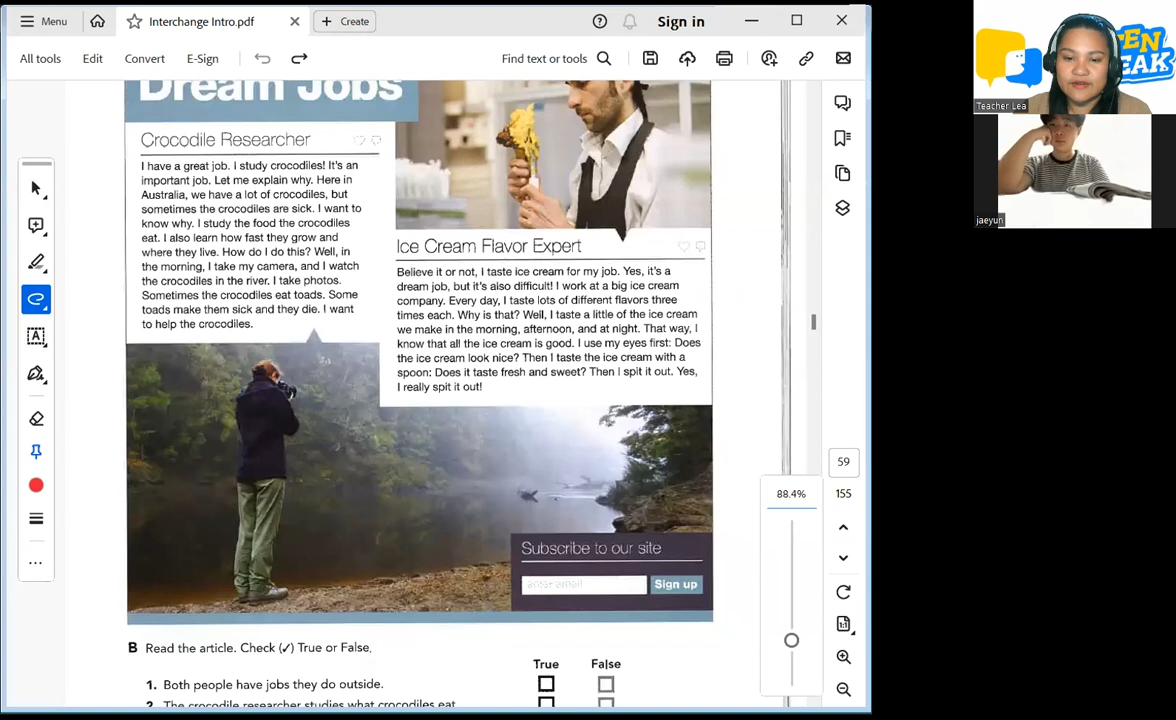 Menu
Interchange Intro.pdf
Create
Sign in
All tools
Edit
Convert
E-Sign
Find text or tools
Dream Jobs
Crocodile Researcher
I have a great job. I study crocodiles! It's an
important job. Let me explain why. Here in
Australia, we have a lot of crocodiles, but
sometimes the crocodiles are sick. I want to
know why. I study the food the crocodiles
eat. I also learn how fast they grow and
where they live. How do I do this? Well, in
the morning, I take my camera, and I watch
the crocodiles in the river. I take photos.
Sometimes the crocodiles eat toads. Some
toads make them sick and they die. I want
to help the crocodiles.
Ice Cream Flavor Expert
Believe it or not, I taste ice cream for my job. Yes, it's a
dream job, but it's also difficult! I work at a big ice cream
company. Every day, I taste lots of different flavors three
times each. Why is that? Well, I taste a little of the ice cream
we make in the morning, afternoon, and at night. That way, I
know that all the ice cream is good. I use my eyes first: Does
the ice cream look nice? Then I taste the ice cream with a
spoon: Does it taste fresh and sweet? Then I spit it out. Yes,
I really spit it out!
Subscribe to our site
enter email
Sign up
B Read the article. Check (✓) True or False.
True False
1. Both people have jobs they do outside.
2. The crocodile researcher studies what crocodiles eat.
59
155
88.4%
1:1
Teacher Lea
jaeyun